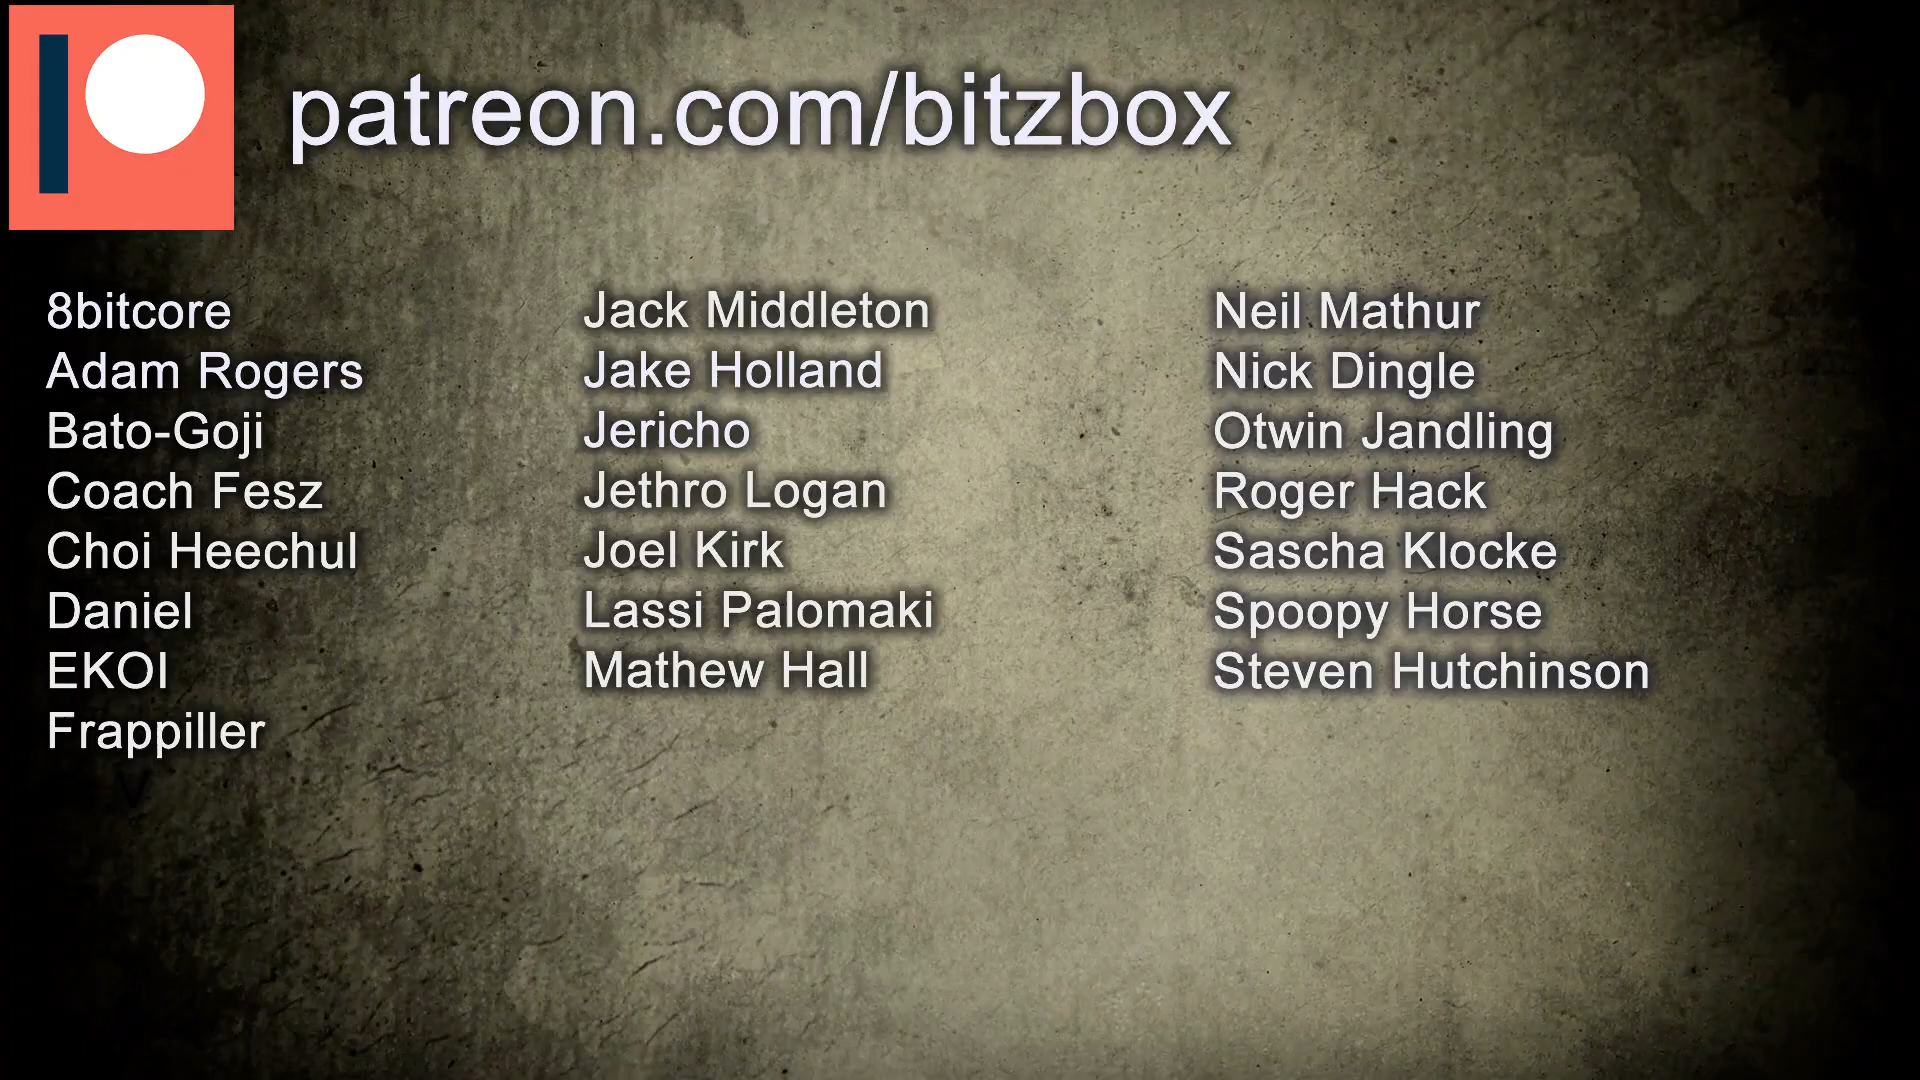 patreon.com/bitzbox
8bitcore
Adam Rogers
Bato-Goji
Coach Fesz
Choi Heechul
Daniel
EKOI
Frappiller
V
Jack Middleton
Jake Holland
Jericho
Jethro Logan
Joel Kirk
Lassi Palomaki
Mathew Hall
Neil Mathur
Nick Dingle
Otwin Jandling
Roger Hack
Sascha Klocke
Spoopy Horse
Steven Hutchinson